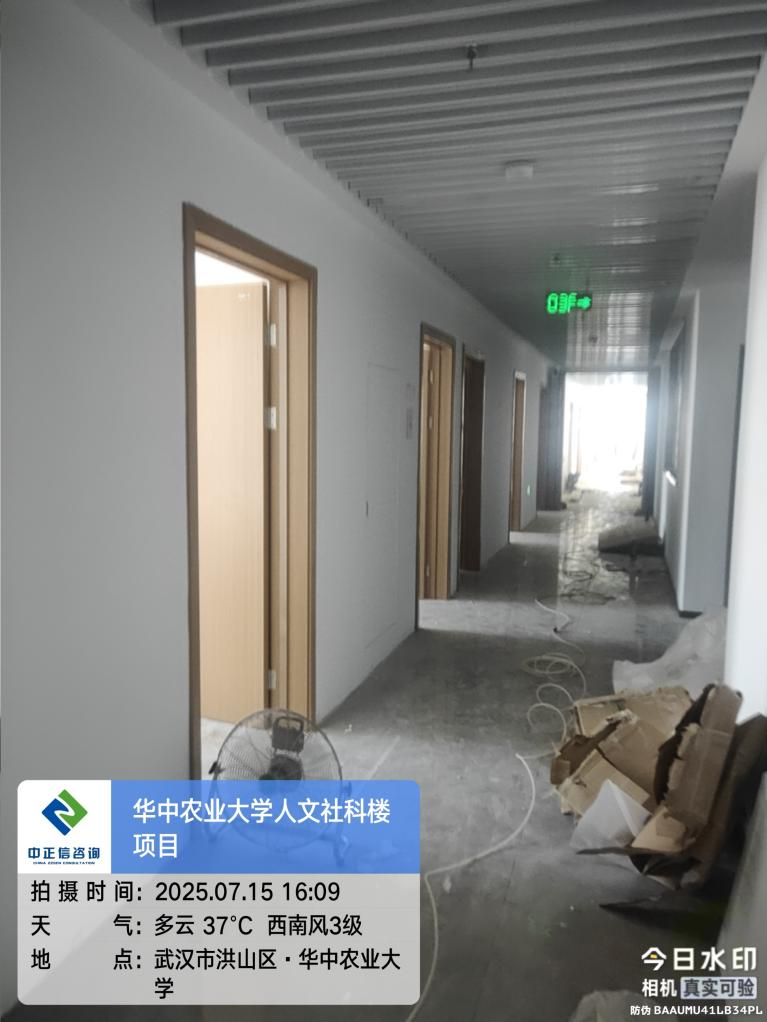 华中农业大学人文社科楼
项目
中正信咨询
CHINA ZEXIN CONSULTATION
拍摄时间：2025.07.15 16:09
天气：多云 37℃ 西南风3级
地点：武汉市洪山区·华中农业大
学
今日水印
相机 真实可验
防伪 BAAUMU41LB34PL